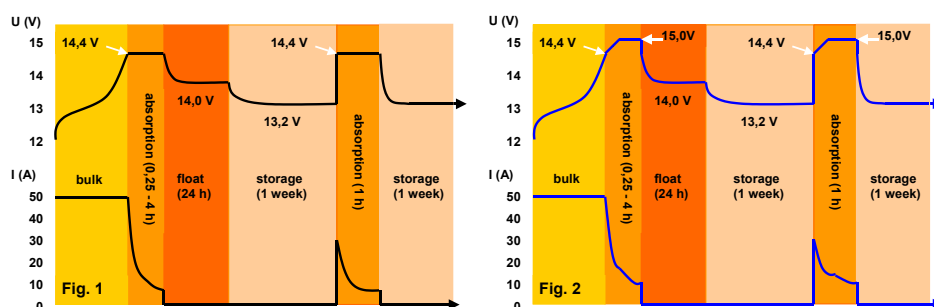 U (V)
15
14
13
12
14,4 V
14,4 V
14,0 V
13,2 V
absorption (0,25 - 4 h)
absorption (1 h)
I (A)
50
40
30
20
10
0
bulk
float
(24 h)
storage
(1 week)
storage
(1 week)
Fig. 1
U (V)
15
14
13
12
14,4 V
15,0V
14,4 V
15,0V
14,0 V
13,2 V
absorption (0,25 - 4 h)
absorption (1 h)
I (A)
50
40
30
20
10
0
bulk
float
(24 h)
storage
(1 week)
storage
(1 week)
Fig. 2